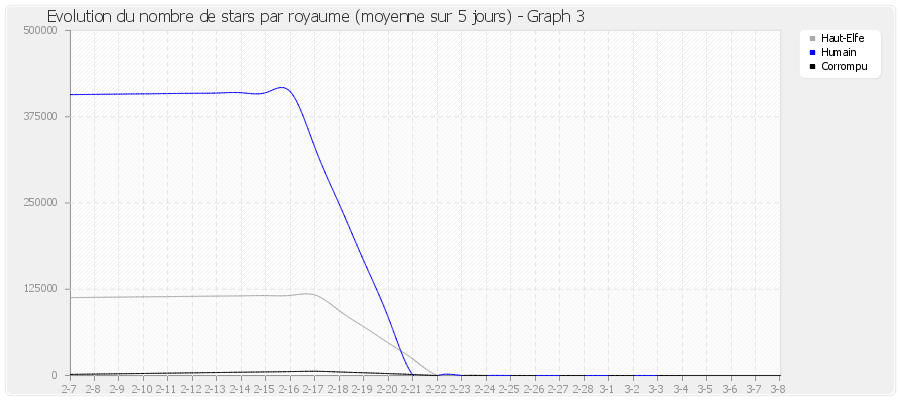 Evolution du nombre de stars par royaume (moyenne sur 5 jours) - Graph 3
500000
375000
250000
125000
0
Haut-Elfe
Humain
Corrompu
2-7 2-8 2-9 2-10 2-11 2-12 2-13 2-14 2-15 2-16 2-17 2-18 2-19 2-20 2-21 2-22 2-23 2-24 2-25 2-26 2-27 2-28 3-1 3-2 3-3 3-4 3-5 3-6 3-7 3-8